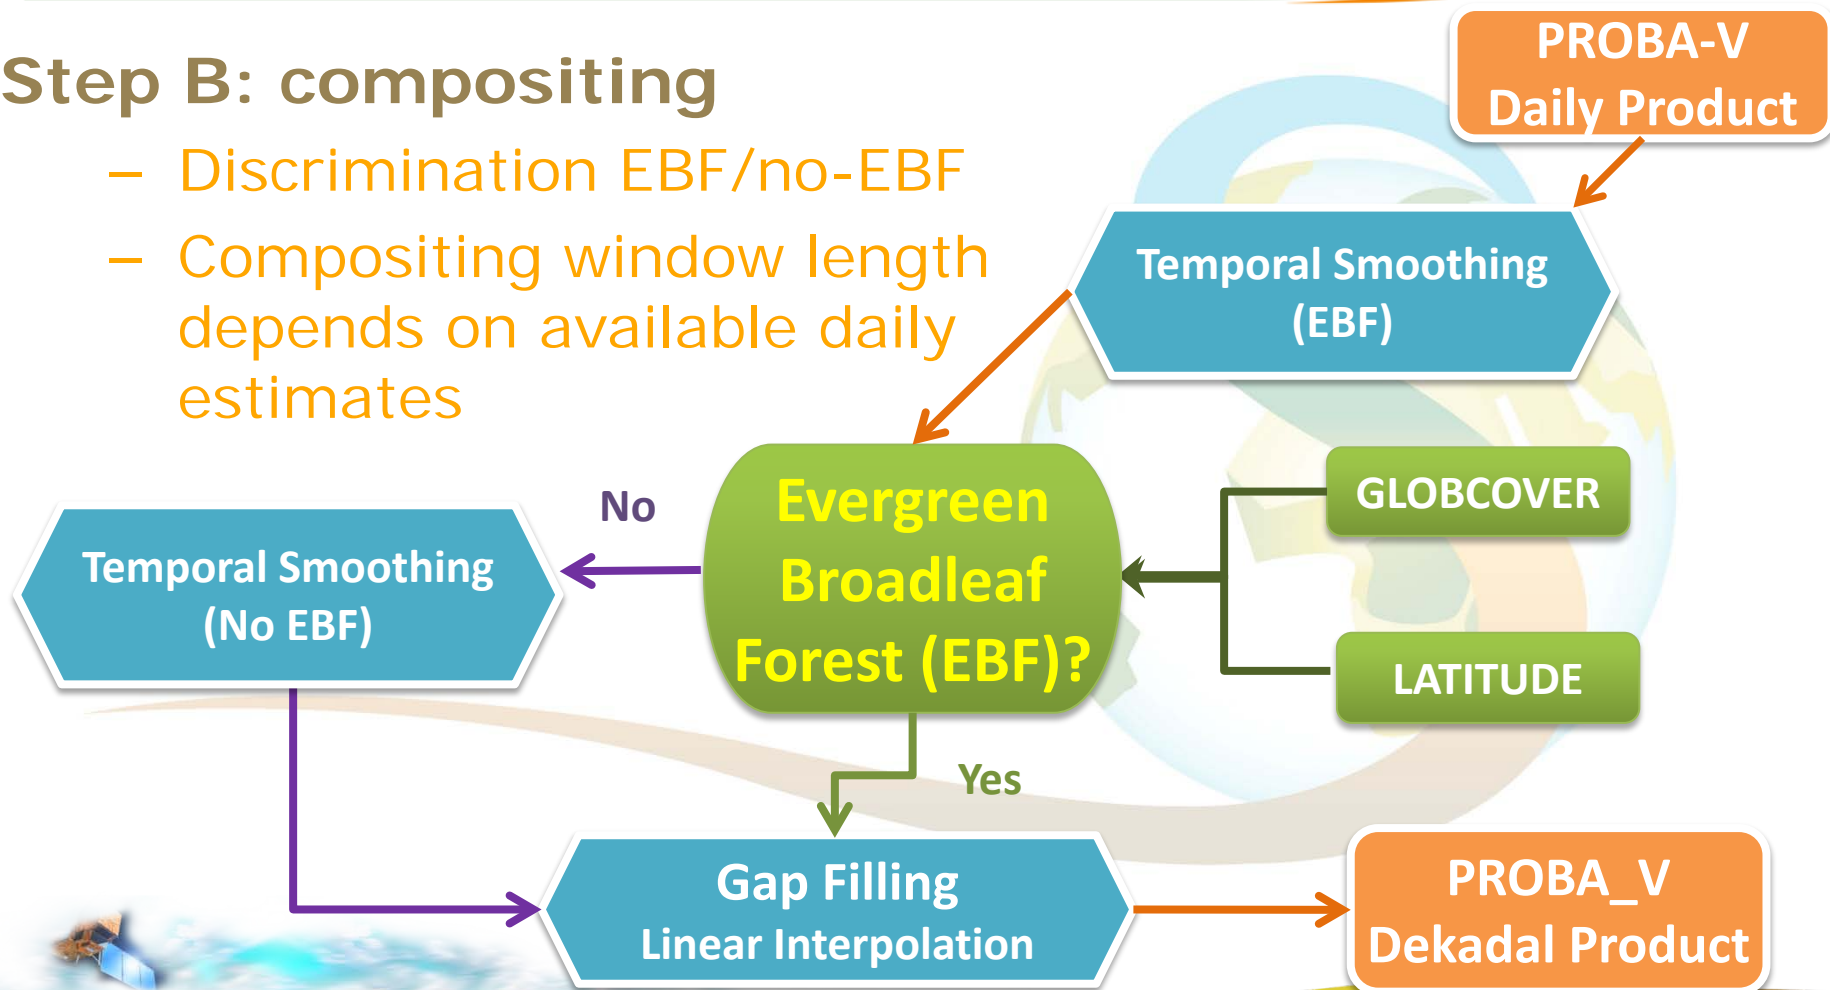 Step B: compositing
– Discrimination EBF/no-EBF
– Compositing window length
depends on available daily
estimates
PROBA-V
Daily Product
Temporal Smoothing
(EBF)
Evergreen
Broadleaf
Forest (EBF)?
GLOBCOVER
LATITUDE
No
Temporal Smoothing
(No EBF)
Yes
Gap Filling
Linear Interpolation
PROBA_V
Dekadal Product